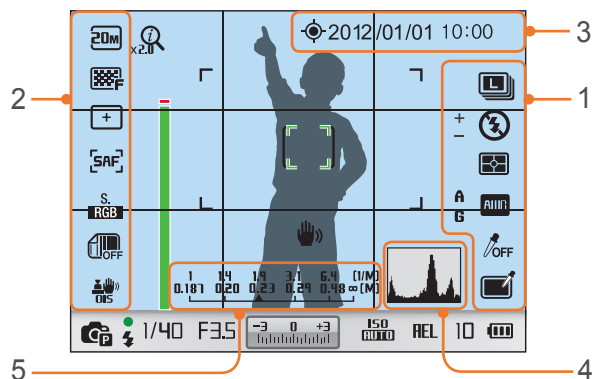 3
2012/01/01 10:00
2
1
20M
x2.0
i
F
L
+
-
+
SAF
S.
RGB
A
G
AWB
OFF
OFF
OIS
1 1.4 1.9 3.1 6.4 (1/M)
0.187 0.20 0.23 0.29 0.48 ∞ (M)
P
1/40 F3.5
-3 0 +3
ISO
AUTO
AEL
10
5
4